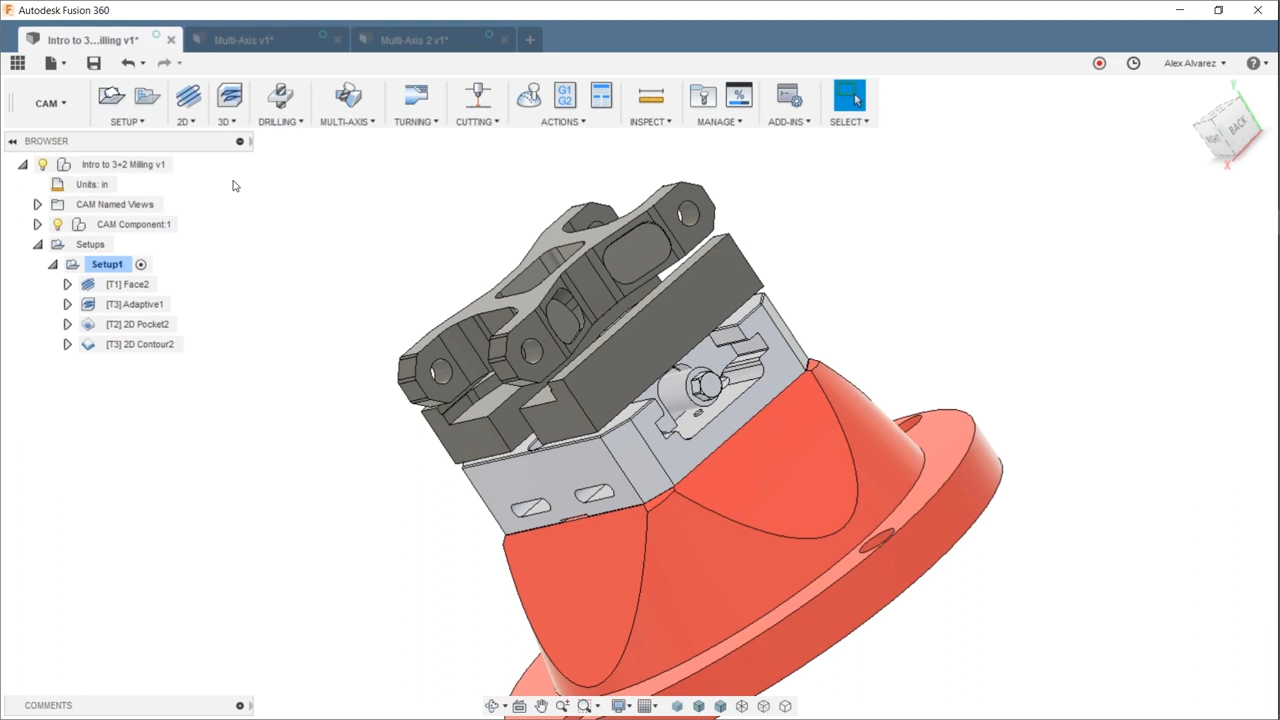 Autodesk Fusion 360
Intro to 3...illing v1*
Multi-Axis v1*
Multi-Axis 2 v1*
Alex Alvarez
CAM
SETUP
2D
3D
DRILLING
MULTI-AXIS
TURNING
CUTTING
G1
G2
ACTIONS
INSPECT
MANAGE
ADD-INS
SELECT
BROWSER
Intro to 3+2 Milling v1
Units: in
CAM Named Views
CAM Component:1
Setups
Setup1
[T1] Face2
[T3] Adaptive1
[T2] 2D Pocket2
[T3] 2D Contour2
Y
RIGHT
BACK
X
COMMENTS